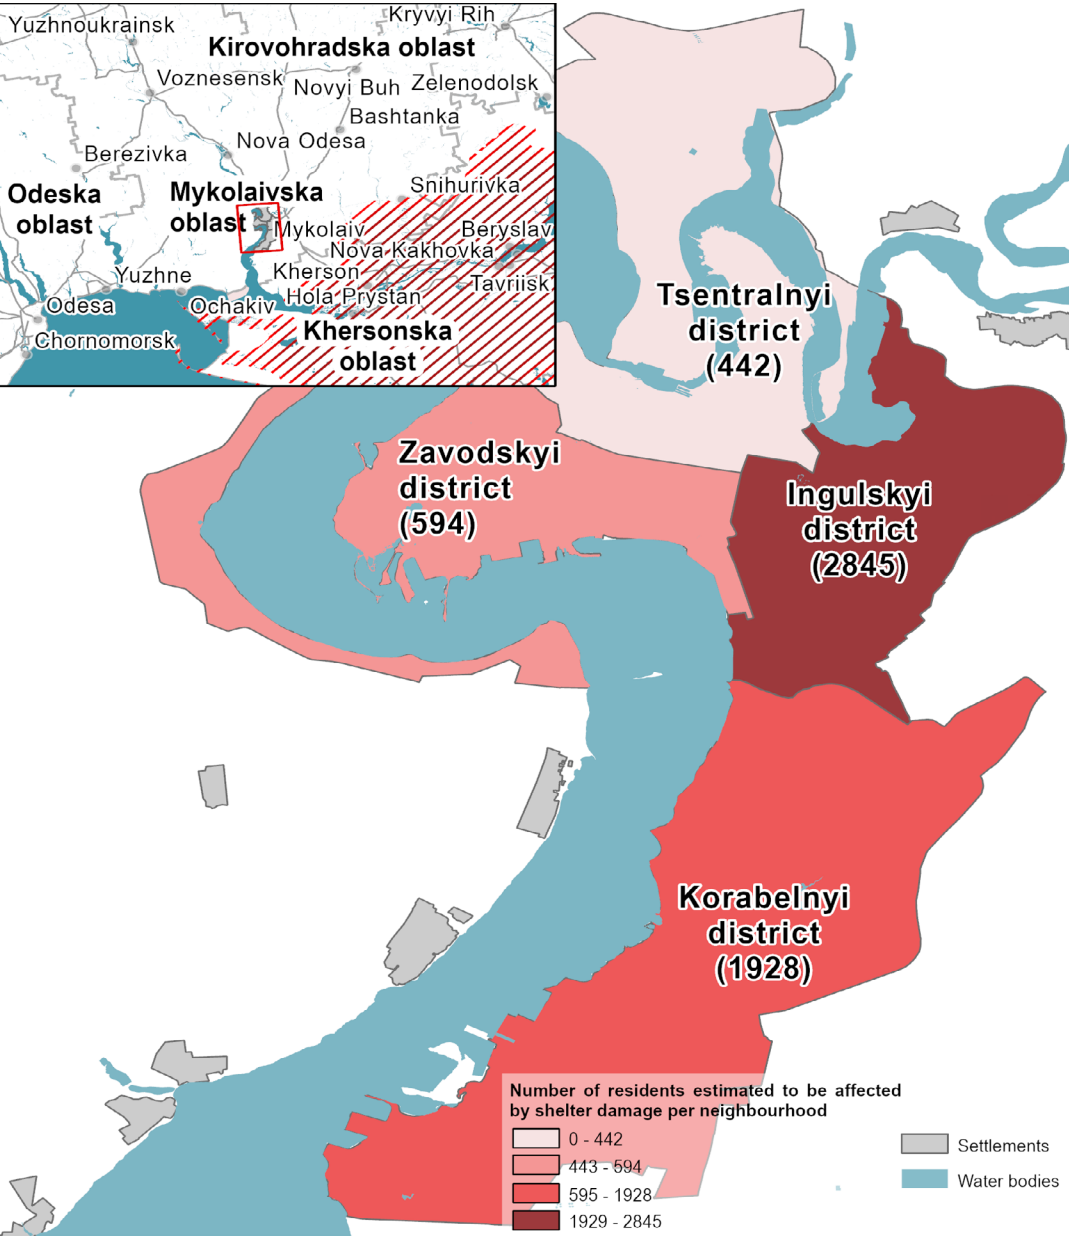 Yuzhnoukrainsk
Kryvyi Rih
Kirovohradska oblast
Voznesensk
Novyi Buh
Zelenodolsk
Bashtanka
Nova Odesa
Berezivka
Snihurivka
Odeska
oblast
Mykolaivska
oblast
Mykolaiv
Beryslav
Nova Kakhovka
Kherson
Tavriisk
Yuzhne
Hola Prystan
Odesa
Ochakiv
Khersonska
oblast
Chornomorsk
Tsentralnyi
district
(442)
Zavodskyi
district
(594)
Ingulskyi
district
(2845)
Korabelnyi
district
(1928)
Number of residents estimated to be affected
by shelter damage per neighbourhood
0 - 442
443 - 594
595 - 1928
1929 - 2845
Settlements
Water bodies